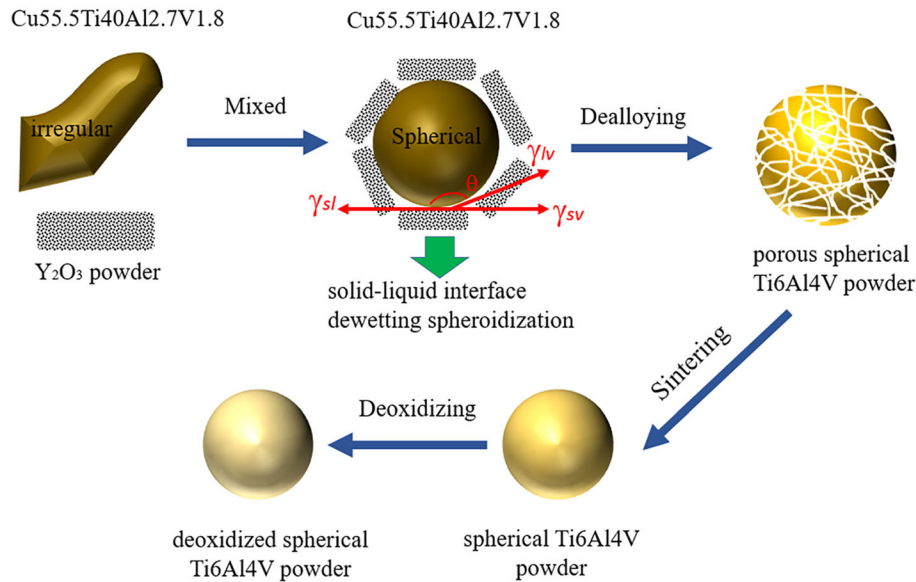 Cu55.5Ti40Al2.7V1.8
Cu55.5Ti40Al2.7V1.8
irregular
Mixed
Spherical
Dealloying
γlv
θ
γsl
γsv
Y₂O₃ powder
solid-liquid interface
dewetting spheroidization
porous spherical
Ti6Al4V powder
Sintering
Deoxidizing
deoxidized spherical
Ti6Al4V powder
spherical Ti6Al4V
powder